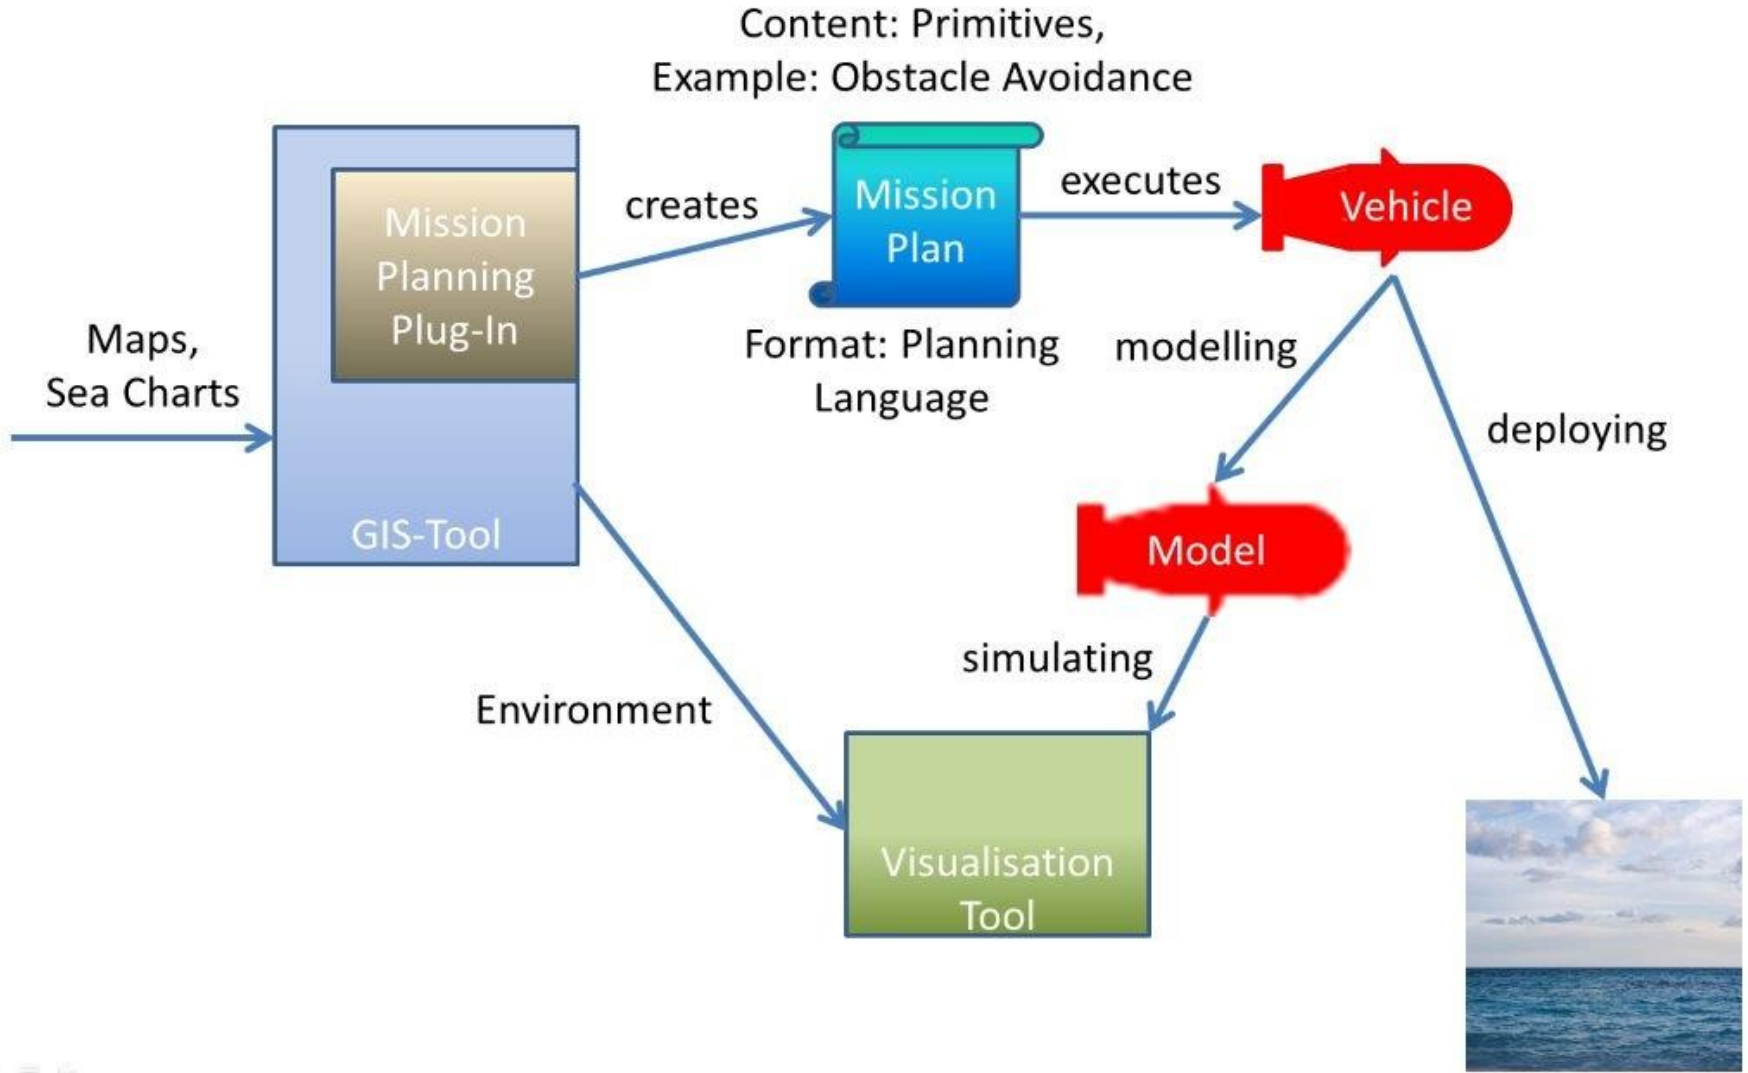 Content: Primitives,
Example: Obstacle Avoidance
Mission
Planning
Plug-In
creates
Mission
Plan
executes
Vehicle
Maps,
Sea Charts
Format: Planning
Language
modelling
deploying
GIS-Tool
Model
simulating
Environment
Visualisation
Tool